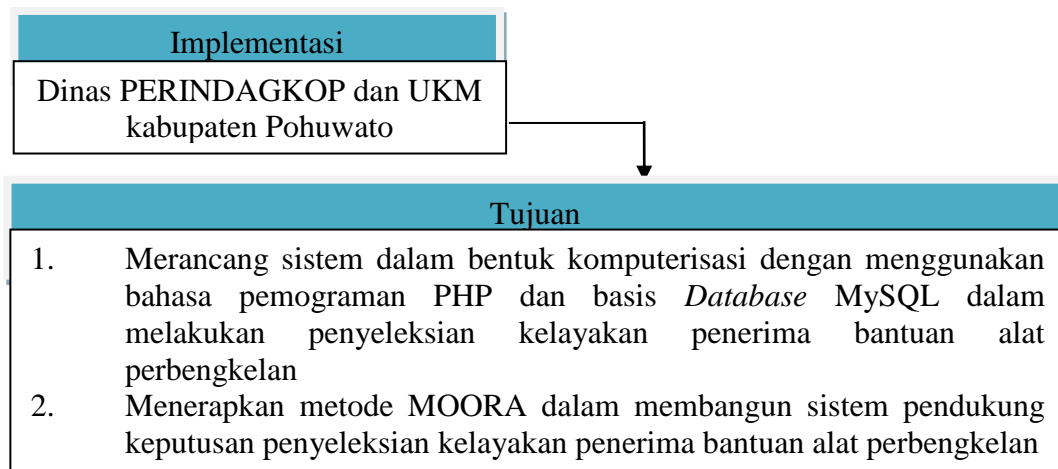 Implementasi
Dinas PERINDAGKOP dan UKM
kabupaten Pohuwato
Tujuan
1. Merancang sistem dalam bentuk komputerisasi dengan menggunakan
bahasa pemograman PHP dan basis Database MySQL dalam
melakukan penyeleksian kelayakan penerima bantuan alat
perbengkelan
2. Menerapkan metode MOORA dalam membangun sistem pendukung
keputusan penyeleksian kelayakan penerima bantuan alat perbengkelan